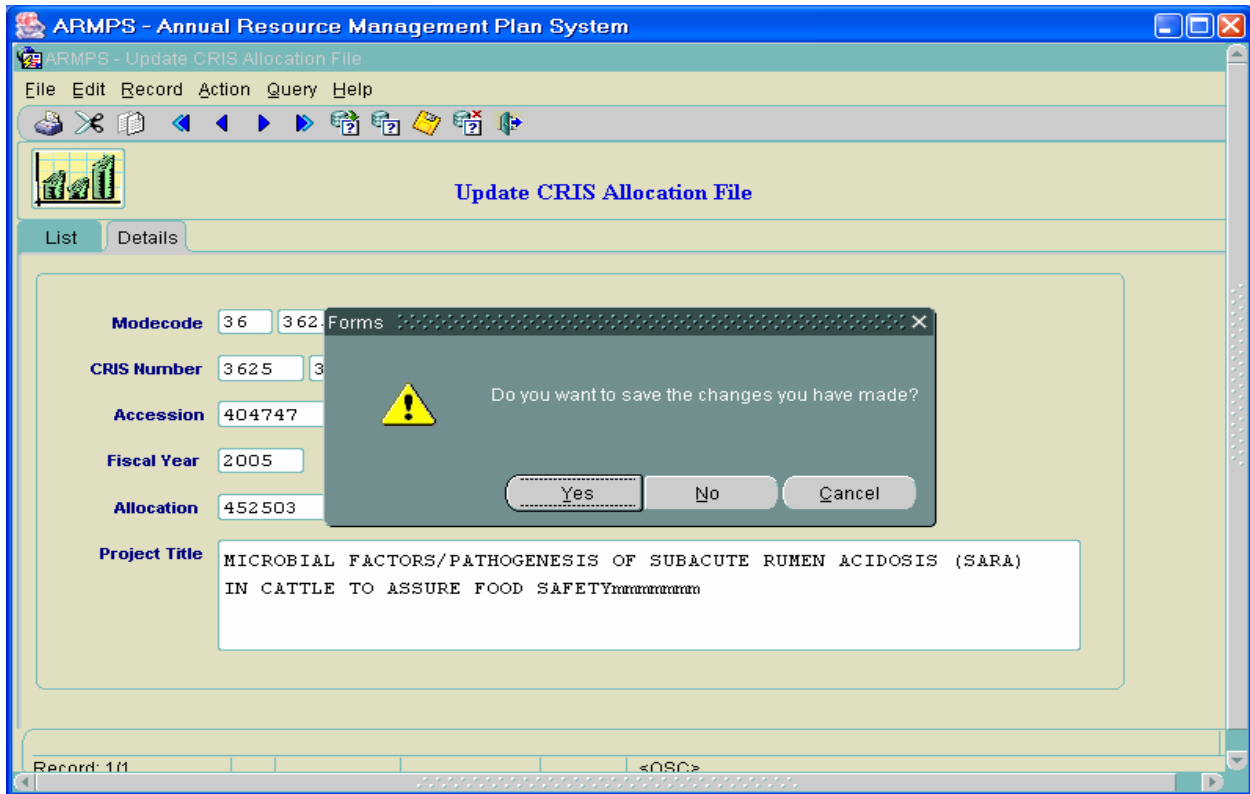 ARMPS - Annual Resource Management Plan System
ARMPS - Update CRIS Allocation File
File Edit Record Action Query Help
Update CRIS Allocation File
List Details
Modecode 36 362
Forms
CRIS Number 3625 3
Do you want to save the changes you have made?
Accession 404747
Fiscal Year 2005
Yes No Cancel
Allocation 452503
Project Title MICROBIAL FACTORS/PATHOGENESIS OF SUBACUTE RUMEN ACIDOSIS (SARA)
IN CATTLE TO ASSURE FOOD SAFETYmmmmmmmm
Record: 1/1 <OSC>